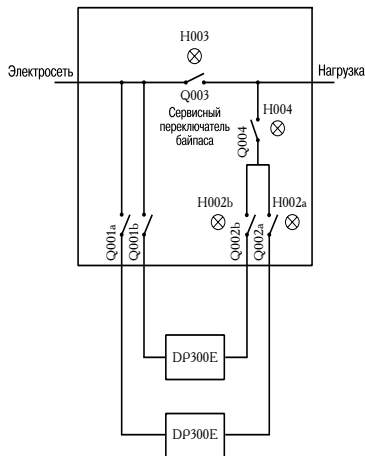 H003
Электросеть
Нагрузка
Q003
Сервисный
переключатель
байпаса
H004
Q004
H002b
H002a
Q001a
Q001b
Q002b
Q002a
DP300E
DP300E